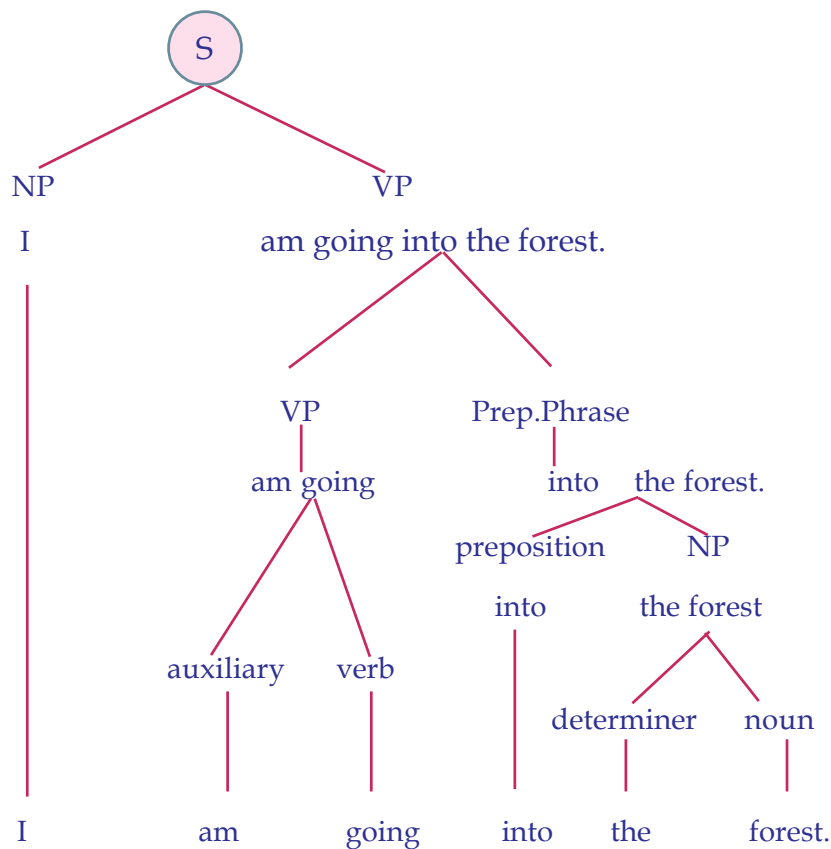 S
NP VP
I am going into the forest.
VP Prep.Phrase
am going into the forest.
preposition NP
into the forest
auxiliary verb
determiner noun
I am going into the forest.